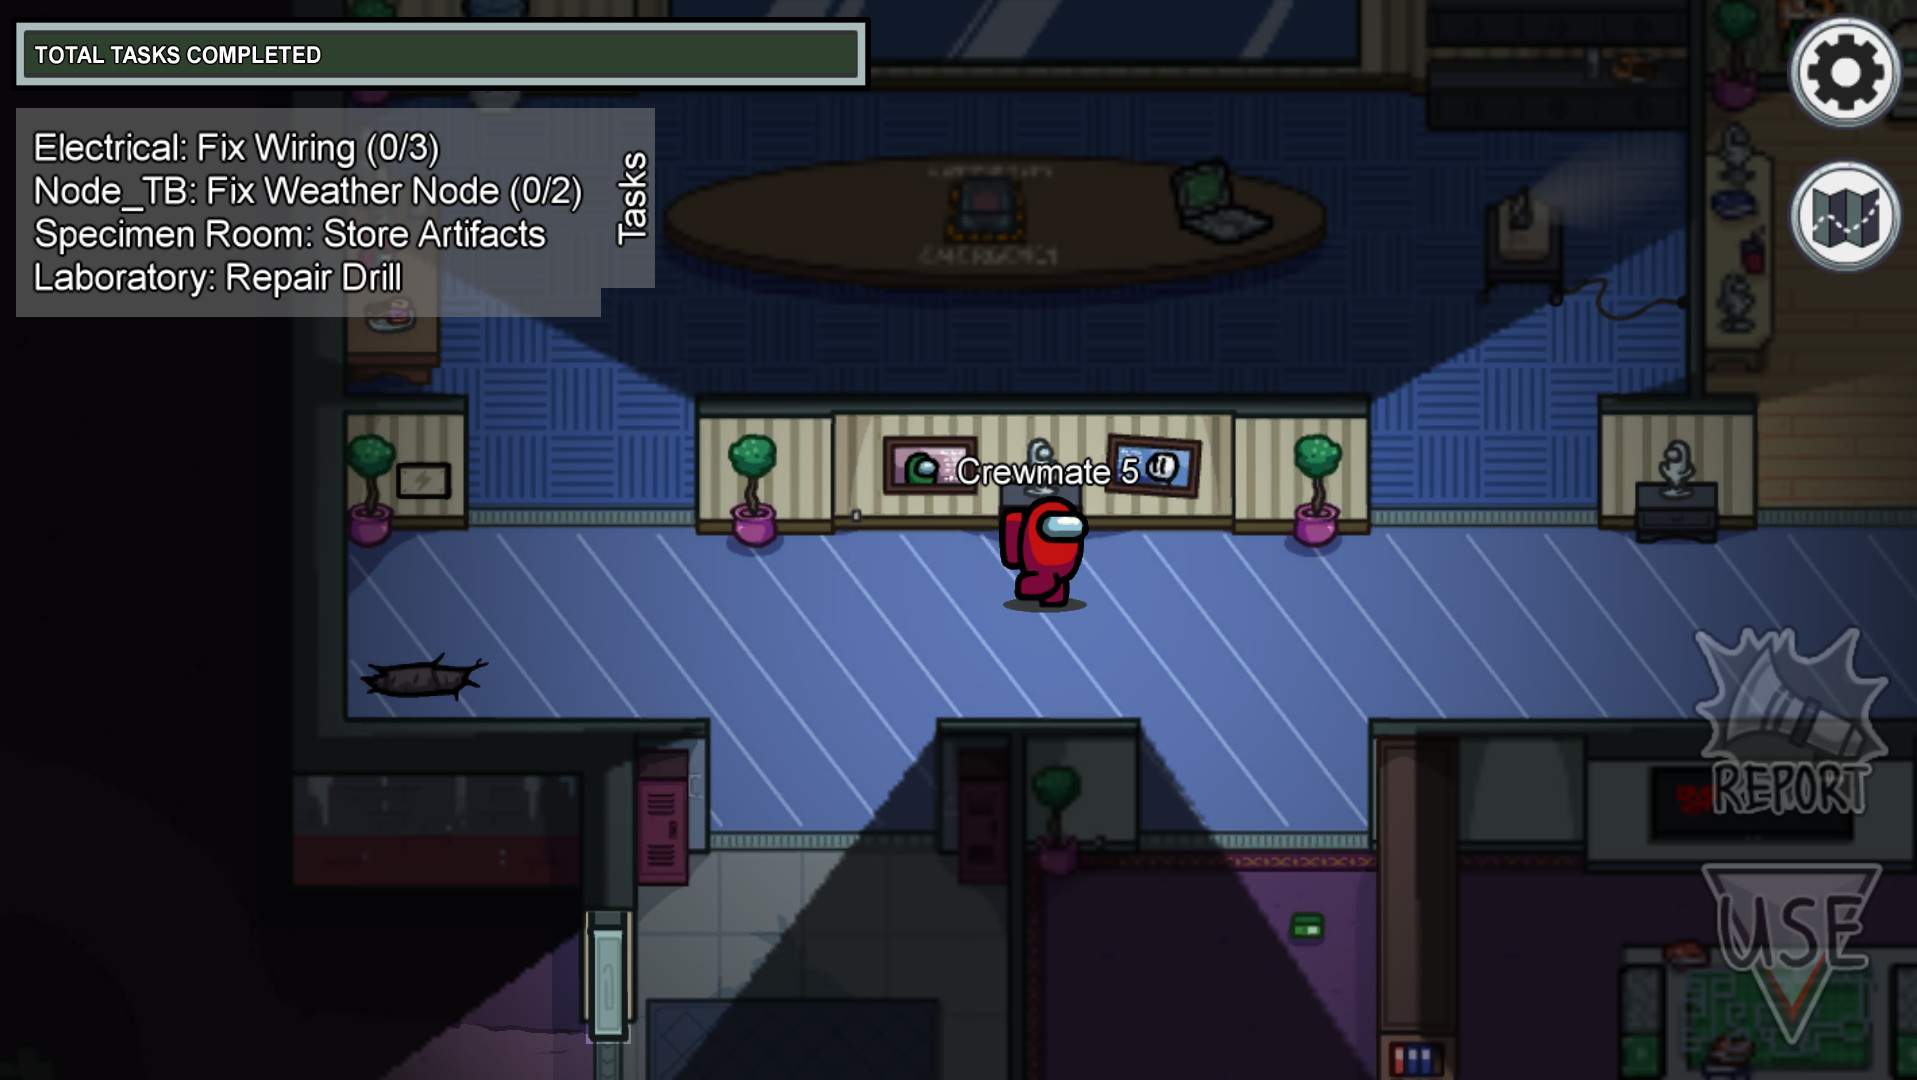 TOTAL TASKS COMPLETED
Electrical: Fix Wiring (0/3)
Node_TB: Fix Weather Node (0/2)
Specimen Room: Store Artifacts
Laboratory: Repair Drill
Tasks
EMERGENCY
Crewmate 5
REPORT
USE